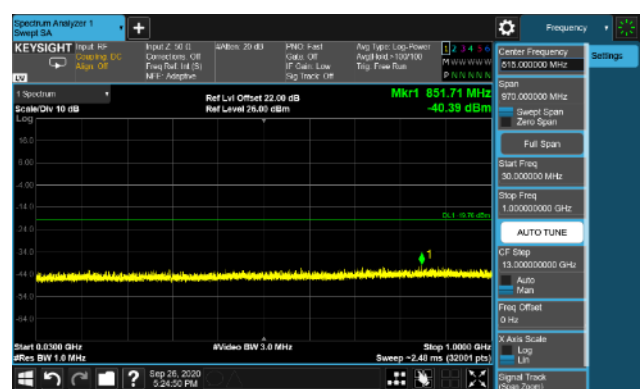 Spectrum Analyzer 1
Swept SA
Frequency
KEYSIGHT
Input: RF
Coupling: DC
Align: Off
Input Z: 50 Ω
Corrections: Off
Freq Ref: Int (S)
NFE: Adaptive
#Atten: 20 dB
PNO: Fast
Gate: Off
IF Gain: Low
Sig Track: Off
Avg Type: Log-Power
Avg|Hold:>100/100
Trig: Free Run
1 2 3 4 5 6
M W W W W W
P N N N N N
LXI
Center Frequency
515.000000 MHz
Settings
Span
970.000000 MHz
Swept Span
Zero Span
Full Span
Start Freq
30.000000 MHz
Stop Freq
1.000000000 GHz
AUTO TUNE
CF Step
13.000000000 GHz
Auto
Man
Freq Offset
0 Hz
X Axis Scale
Log
Lin
Signal Track
(Span Zoom)
1 Spectrum
Scale/Div 10 dB
Log
Ref Lvl Offset 22.00 dB
Ref Level 26.00 dBm
Mkr1 851.71 MHz
-40.39 dBm
16.0
6.00
-4.00
-14.0
DL1 -19.76 dBm
-24.0
-34.0
1
-44.0
-54.0
-64.0
Start 0.0300 GHz
#Res BW 1.0 MHz
#Video BW 3.0 MHz
Stop 1.0000 GHz
Sweep ~2.48 ms (32001 pts)
Sep 26, 2020
5:24:50 PM